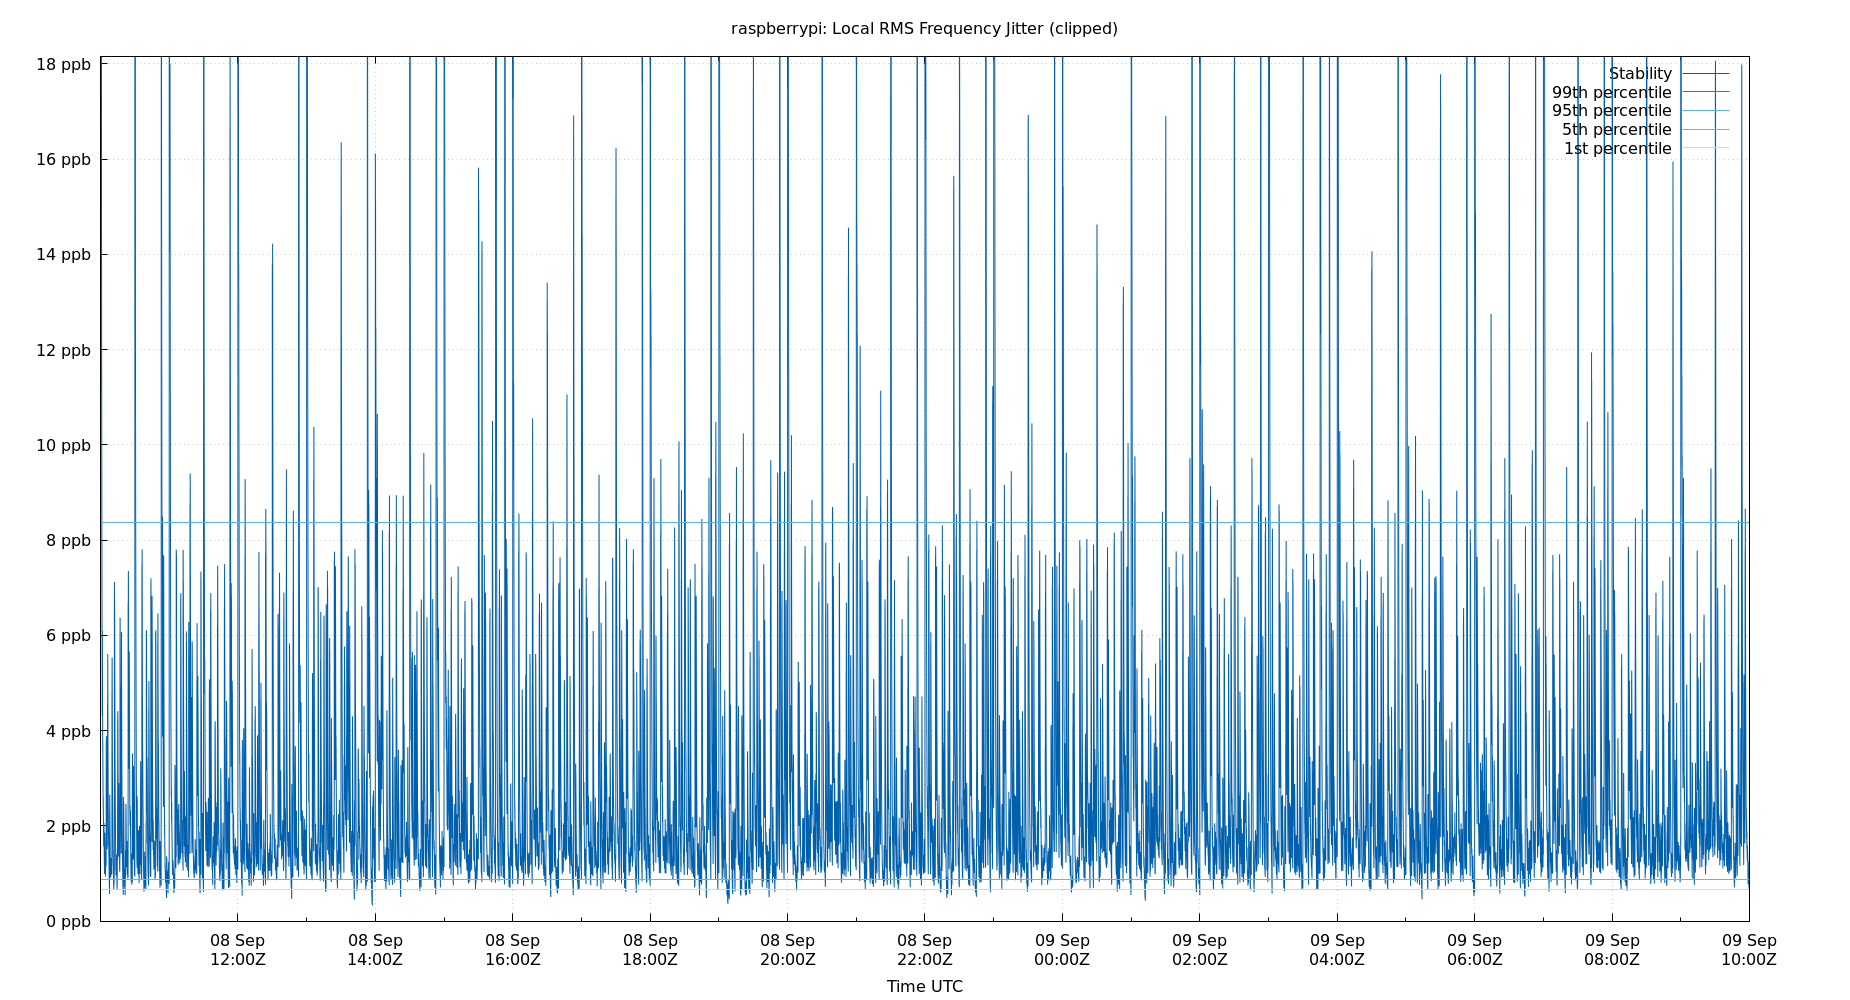 raspberrypi: Local RMS Frequency Jitter (clipped)
18 ppb
16 ppb
14 ppb
12 ppb
10 ppb
8 ppb
6 ppb
4 ppb
2 ppb
0 ppb
Stability
99th percentile
95th percentile
5th percentile
1st percentile
08 Sep 08 Sep 08 Sep 08 Sep 08 Sep 08 Sep 09 Sep 09 Sep 09 Sep 09 Sep 09 Sep 09 Sep
12:00Z 14:00Z 16:00Z 18:00Z 20:00Z 22:00Z 00:00Z 02:00Z 04:00Z 06:00Z 08:00Z 10:00Z
Time UTC